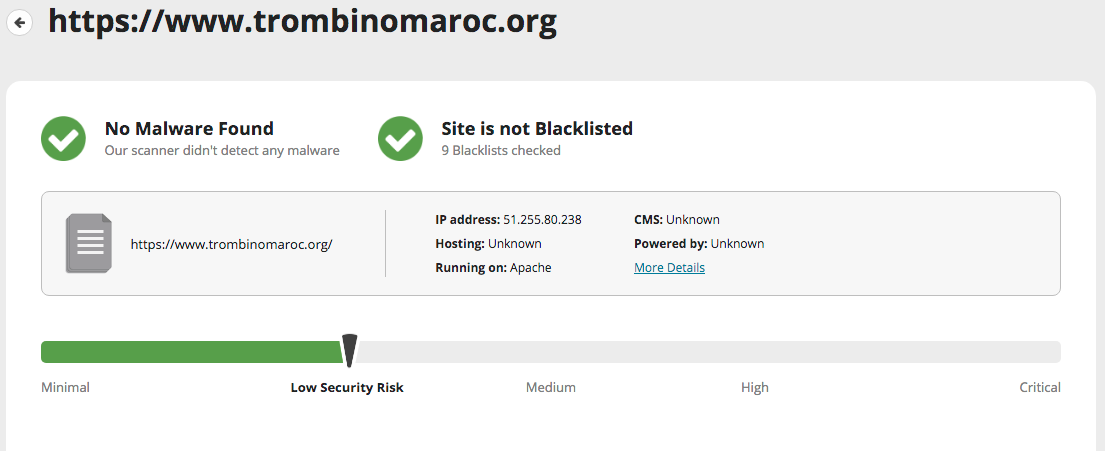 https://www.trombinomaroc.org
No Malware Found
Our scanner didn't detect any malware
Site is not Blacklisted
9 Blacklists checked
https://www.trombinomaroc.org/
IP address: 51.255.80.238
Hosting: Unknown
Running on: Apache
CMS: Unknown
Powered by: Unknown
More Details
Minimal
Low Security Risk
Medium
High
Critical